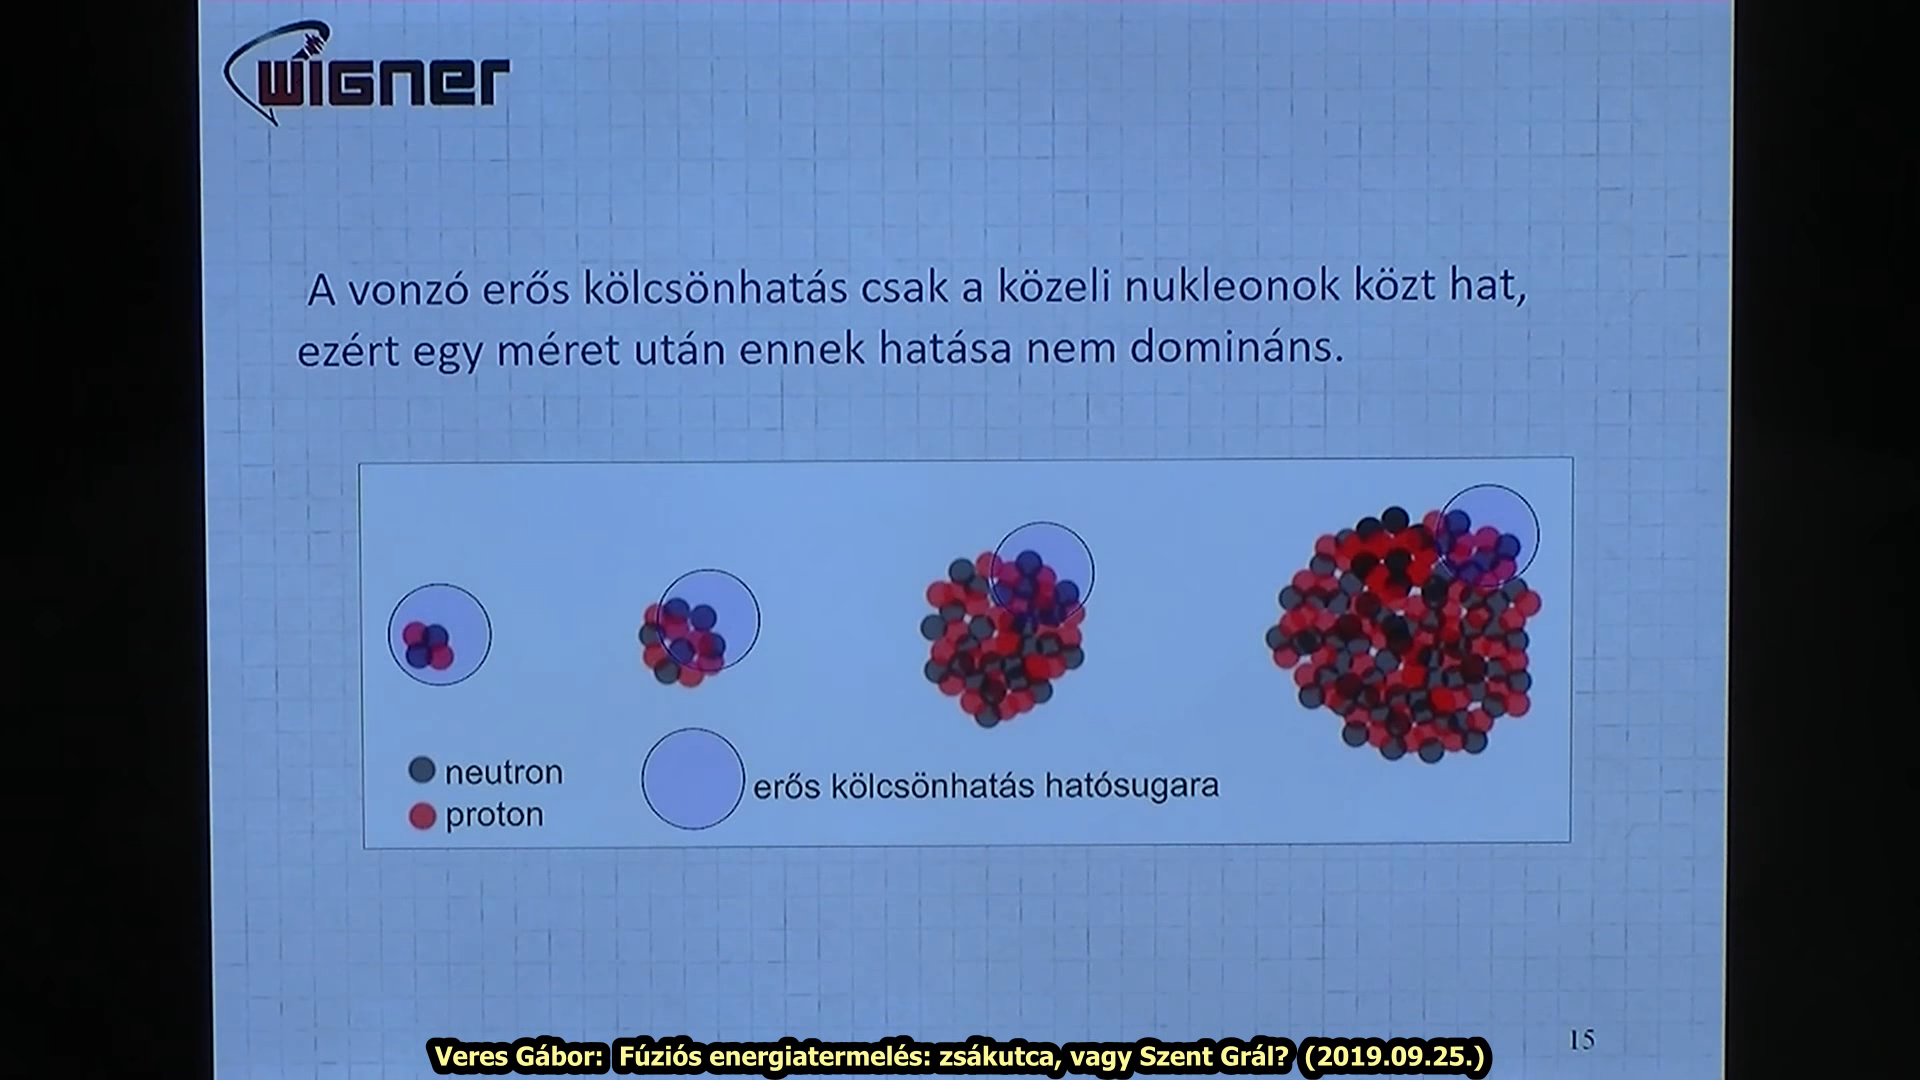 wigner
A vonzó erős kölcsönhatás csak a közeli nukleonok közt hat,
ezért egy méret után ennek hatása nem domináns.
neutron
proton
erős kölcsönhatás hatósugara
15
Veres Gábor: Fúziós energiatermelés: zsákutca, vagy Szent Grál? (2019.09.25.)